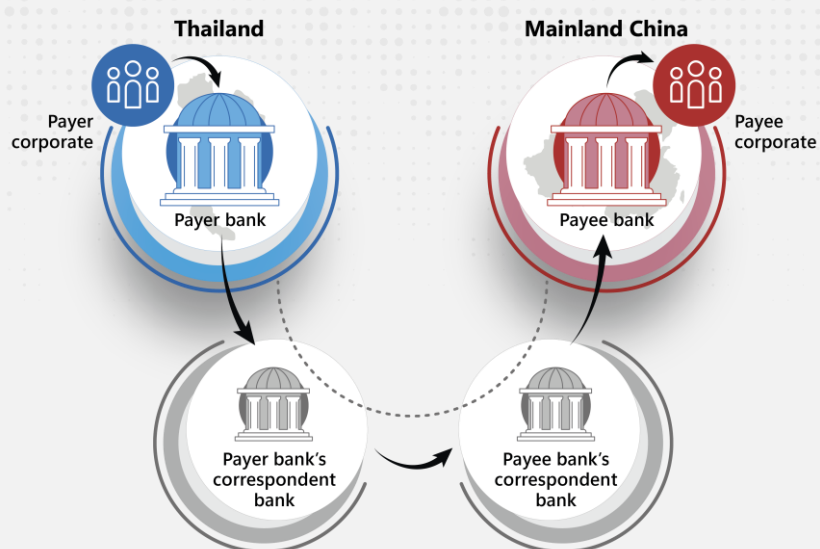 Thailand
Mainland China
Payer
corporate
Payee
corporate
Payer bank
Payee bank
Payer bank's
correspondent
bank
Payee bank's
correspondent
bank